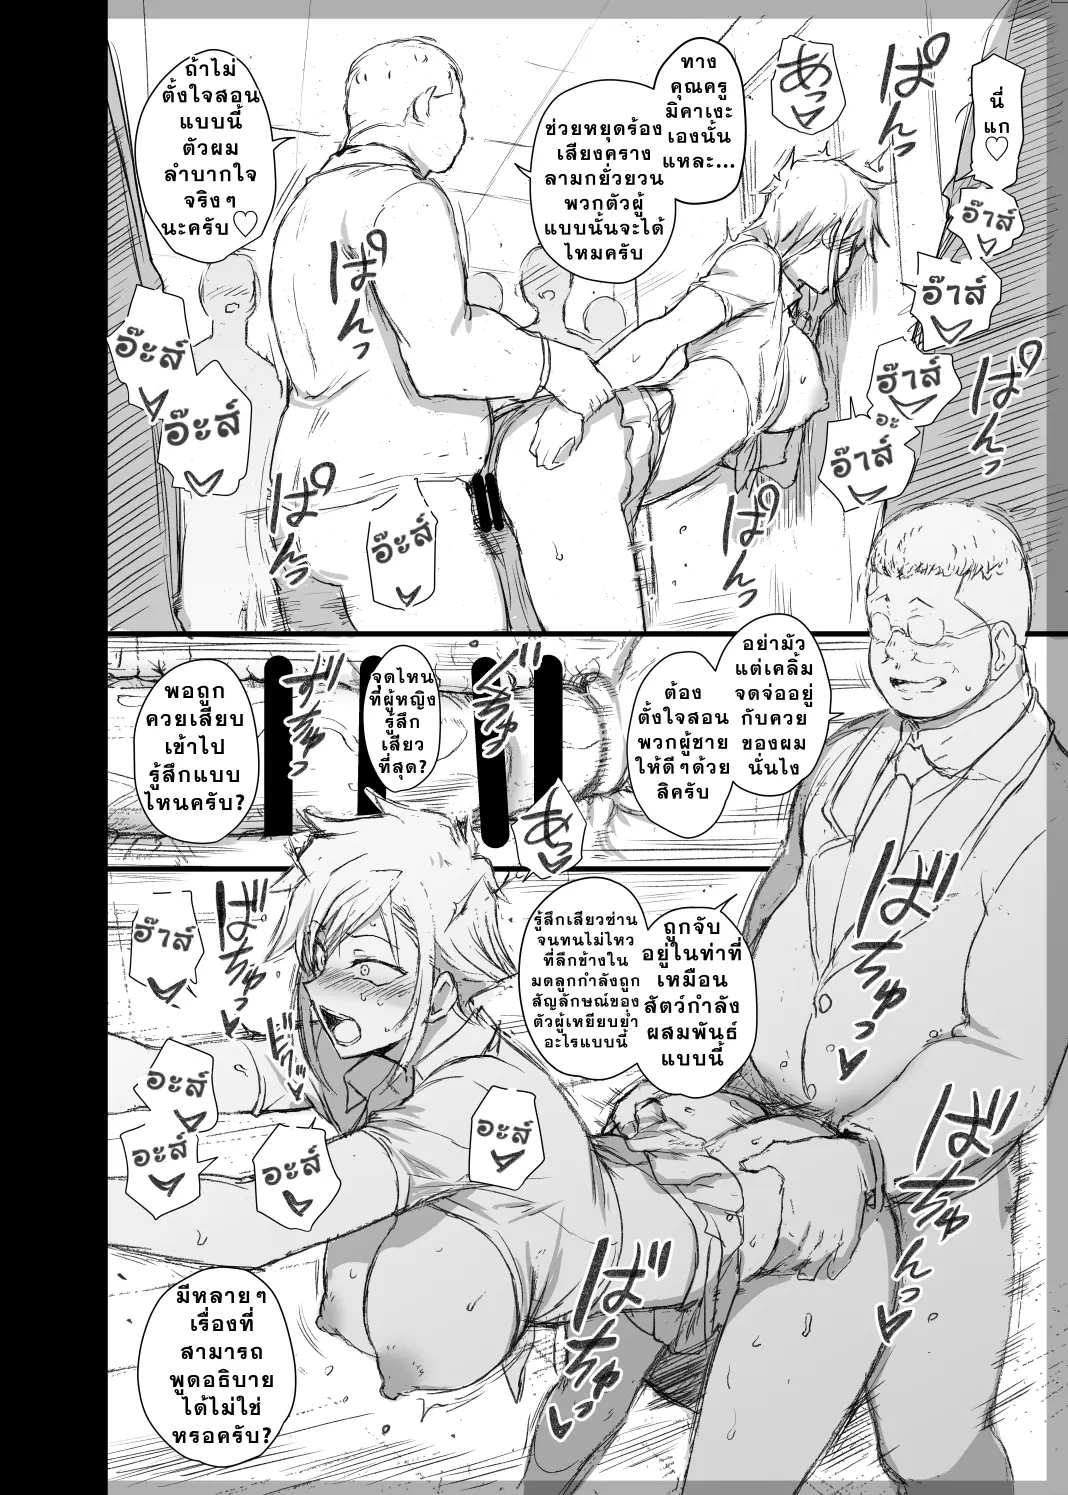 นี่
แก♡
ทาง
คุณครู
มิคาเงะ
เองนั้น
แหละ...
ช่วยหยุดร้อง
เสียงคราง
ลามกยั่วยวน
พวกตัวผู้
แบบนั้นจะได้
ไหมครับ
ถ้าไม่
ตั้งใจสอน
แบบนี้
ตัวผม
ลำบากใจ
จริงๆ
นะครับ♡
あっ
ぱんっ
อ๊าส์
อ๊าส์
อ๊าส์
อะ
อ๊าส์
ぱんっ
ぱんっ
ぱんっ
ぱんっ
อ๊ะส์
อ๊ะส์
อ๊ะส์
อย่ามัว
แต่เคลิ้ม
จดจ่ออยู่
กับควย
ของผม
นั่นไง
ต้อง
ตั้งใจสอน
พวกผู้ชาย
ให้ดีๆด้วย
สิครับ
จุดไหน
ที่ผู้หญิง
รู้สึก
เสียว
ที่สุด?
พอถูก
ควยเสียบ
เข้าไป
รู้สึกแบบ
ไหนครับ?
あっ
ถูกจับ
อยู่ในท่าที่
เหมือน
สัตว์กำลัง
ผสมพันธ์
แบบนี้
รู้สึกเสียวซ่าน
จนทนไม่ไหว
ที่ลึกข้างใน
มดลูกกำลังถูก
สัญลักษณ์ของ
ตัวผู้เหยียบย่ำ
อะไรแบบนี้
อ๊าส์
อะส์
อะส์
อะส์
อะส์
ばちゅんっ
ばちゅんっ
ばちゅっ
ばちゅっ
มีหลายๆ
เรื่องที่
สามารถ
พูดอธิบาย
ได้ไม่ใช่
หรอครับ?